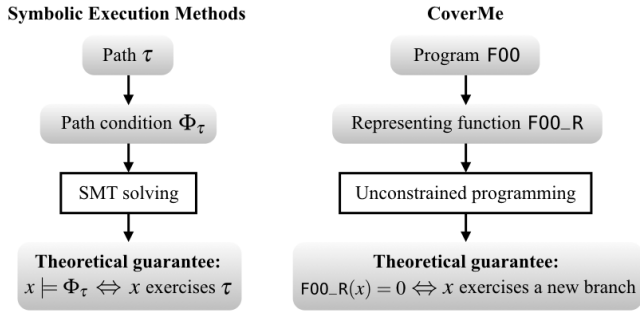 Symbolic Execution Methods
Path τ
Path condition Φτ
SMT solving
Theoretical guarantee:
x ⊨ Φτ ⇔ x exercises τ
CoverMe
Program FOO
Representing function FOO_R
Unconstrained programming
Theoretical guarantee:
FOO_R(x) = 0 ⇔ x exercises a new branch